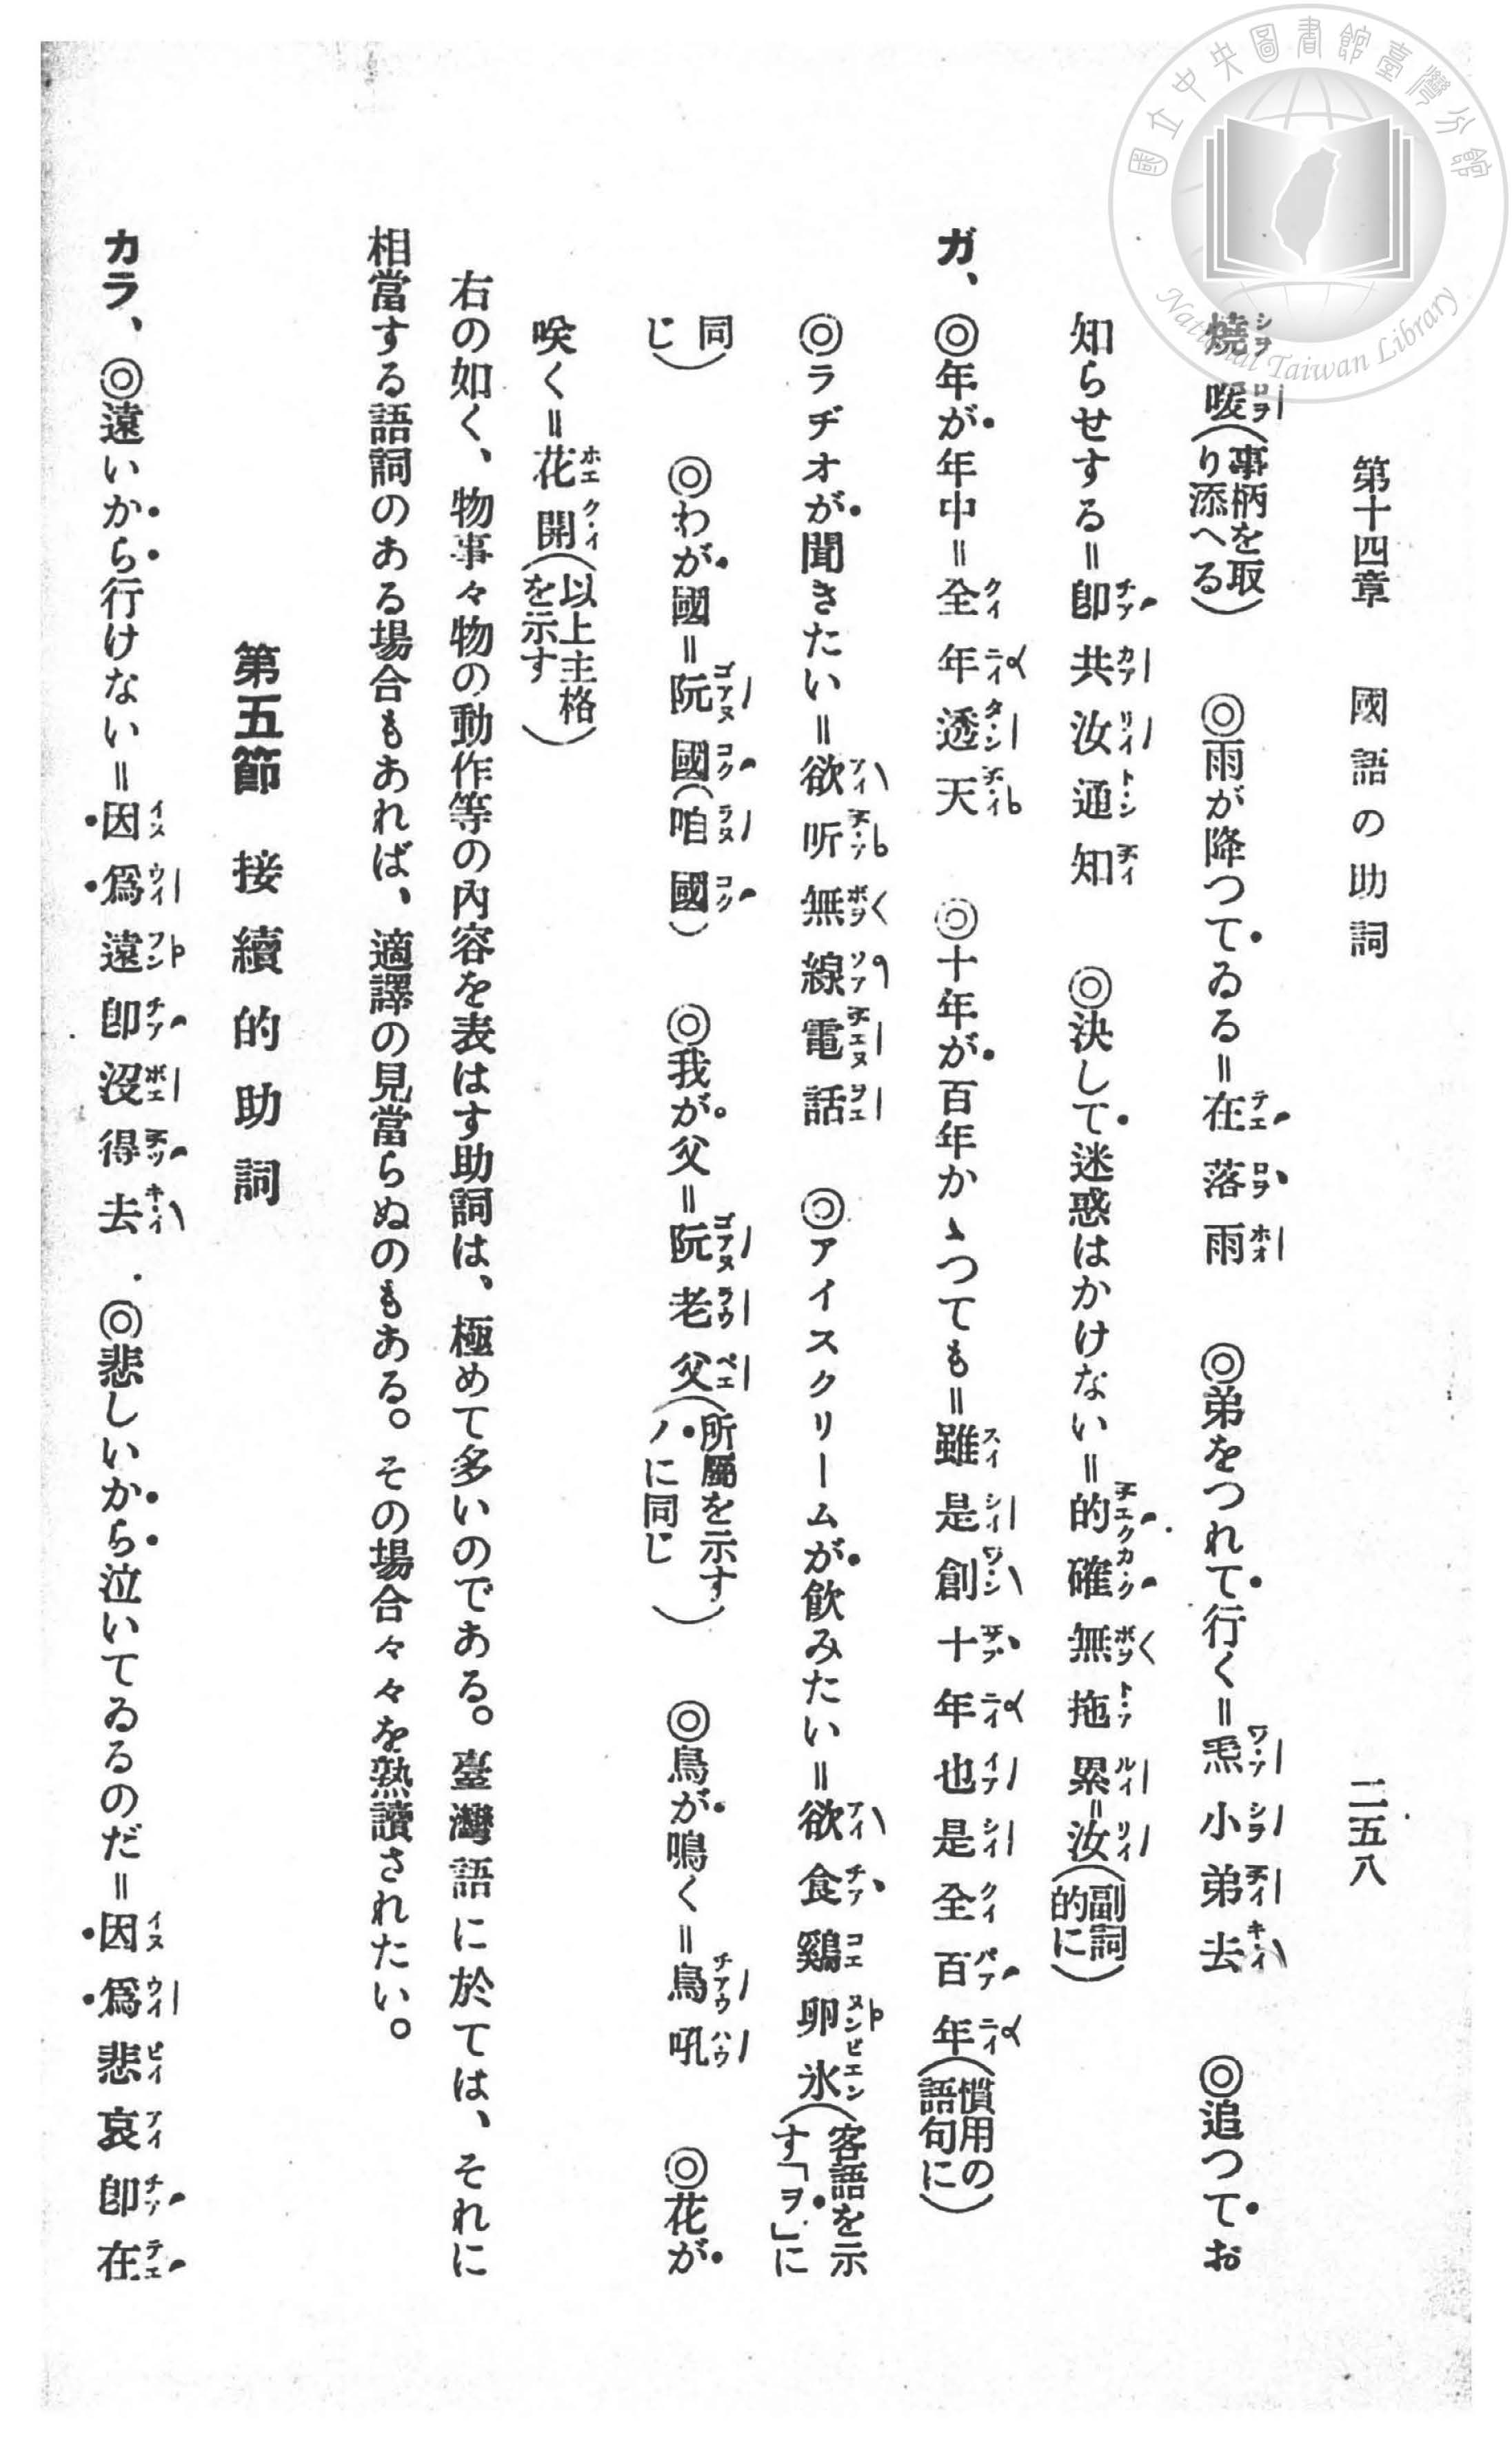 國立中央圖書館臺灣分館
National Taiwan Library
第十四章 國語の助詞 二五八
燒暖(事柄を取り添へる) ◎雨が降つてゐる=在落雨 ◎弟をつれて行く=𤆬小弟去 ◎追つてお
知らせする=卽共汝通知 ◎決して迷惑はかけない=的確無拖累汝(副詞的に)
ガ、◎年が年中=全年透天 ◎十年が百年かゝつても=雖是創十年也是全百年(慣用の語句に)
◎ラヂオが聞きたい=欲听無線電話 ◎アイスクリームが飮みたい=欲食鷄卵氷(客語を示す「ヲ」に
同じ) ◎わが國=阮國(咱國) ◎我が父=阮老父(所屬を示すノに同じ) ◎鳥が鳴く=鳥吼 ◎花が
咲く=花開(以上主格を示す)
右の如く、物事々物の動作等の內容を表はす助詞は、極めて多いのである。臺灣語に於ては、それに
相當する語詞のある場合もあれば、適譯の見當らぬのもある。その場合々々を熟讀されたい。
第五節 接續的助詞
カラ、◎遠いから行けない=因爲遠卽沒得去 ◎悲しいから泣いてゐるのだ=因爲悲哀卽在